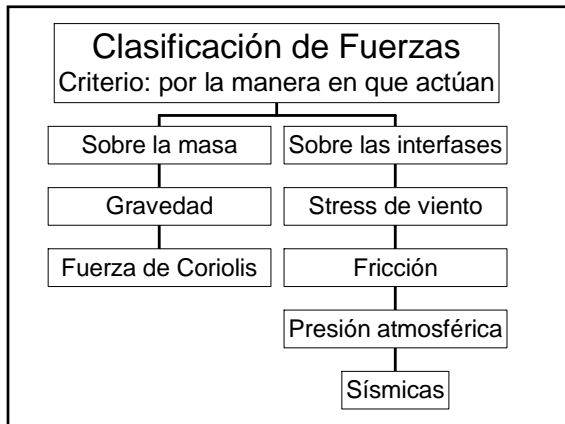 Clasificación de Fuerzas
Criterio: por la manera en que actúan
Sobre la masa
Gravedad
Fuerza de Coriolis
Sobre las interfases
Stress de viento
Fricción
Presión atmosférica
Sísmicas